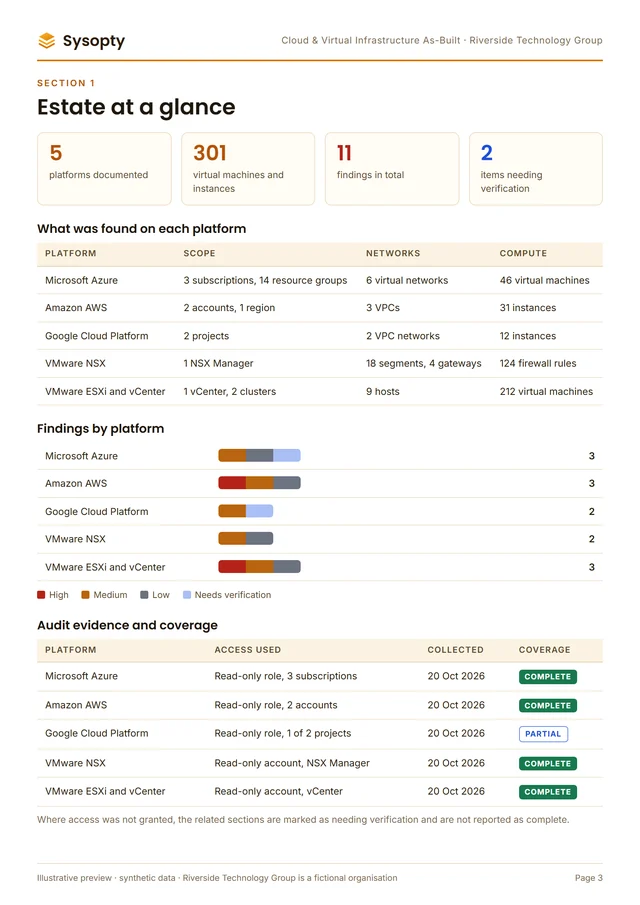 Sysopty
Cloud & Virtual Infrastructure As-Built · Riverside Technology Group
SECTION 1
Estate at a glance
5
platforms documented
301
virtual machines and
instances
11
findings in total
2
items needing
verification
What was found on each platform
PLATFORM SCOPE NETWORKS COMPUTE
Microsoft Azure 3 subscriptions, 14 resource groups 6 virtual networks 46 virtual machines
Amazon AWS 2 accounts, 1 region 3 VPCs 31 instances
Google Cloud Platform 2 projects 2 VPC networks 12 instances
VMware NSX 1 NSX Manager 18 segments, 4 gateways 124 firewall rules
VMware ESXi and vCenter 1 vCenter, 2 clusters 9 hosts 212 virtual machines
Findings by platform
Microsoft Azure 3
Amazon AWS 3
Google Cloud Platform 2
VMware NSX 2
VMware ESXi and vCenter 3
High Medium Low Needs verification
Audit evidence and coverage
PLATFORM ACCESS USED COLLECTED COVERAGE
Microsoft Azure Read-only role, 3 subscriptions 20 Oct 2026 COMPLETE
Amazon AWS Read-only role, 2 accounts 20 Oct 2026 COMPLETE
Google Cloud Platform Read-only role, 1 of 2 projects 20 Oct 2026 PARTIAL
VMware NSX Read-only account, NSX Manager 20 Oct 2026 COMPLETE
VMware ESXi and vCenter Read-only account, vCenter 20 Oct 2026 COMPLETE
Where access was not granted, the related sections are marked as needing verification and are not reported as complete.
Illustrative preview · synthetic data · Riverside Technology Group is a fictional organisation
Page 3